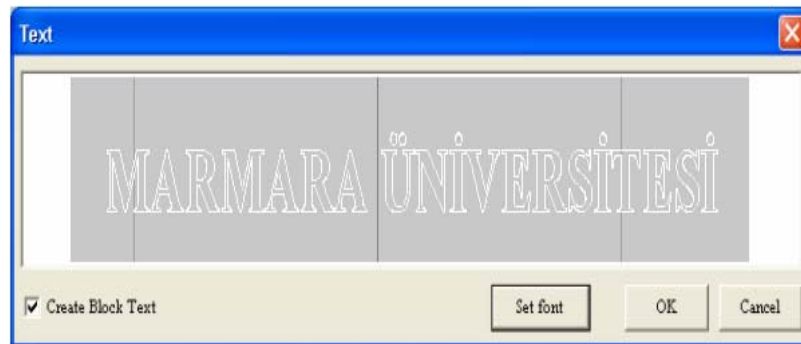 Text
MARMARA ÜNİVERSİTESİ
Create Block Text
Set font
OK
Cancel